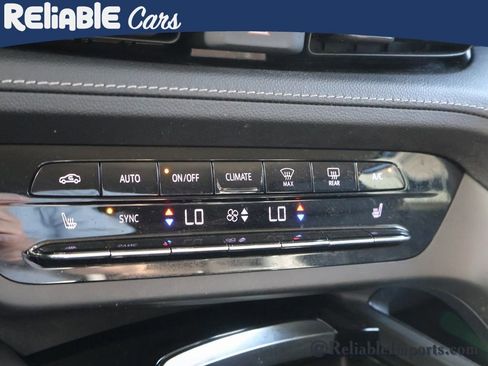 RELIABLE Cars
AUTO ON/OFF CLIMATE MAX REAR A/C
SYNC LO LO
© ReliableImports.com